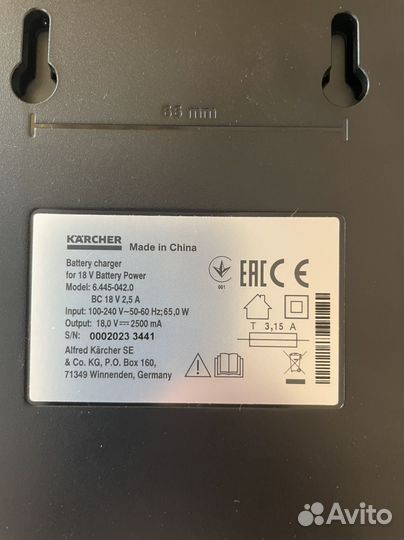 65 mm
KÄRCHER Made in China
Battery charger
for 18 V Battery Power
Model: 6.445-042.0
BC 18 V 2,5 A
Input: 100-240 V~50-60 Hz; 65,0 W
Output: 18,0 V⎓ 2500 mA
S/N: 0002023 3441
Alfred Kärcher SE
& Co. KG, P.O. Box 160,
71349 Winnenden, Germany
001
EAC CE
T 3,15 A
Avito